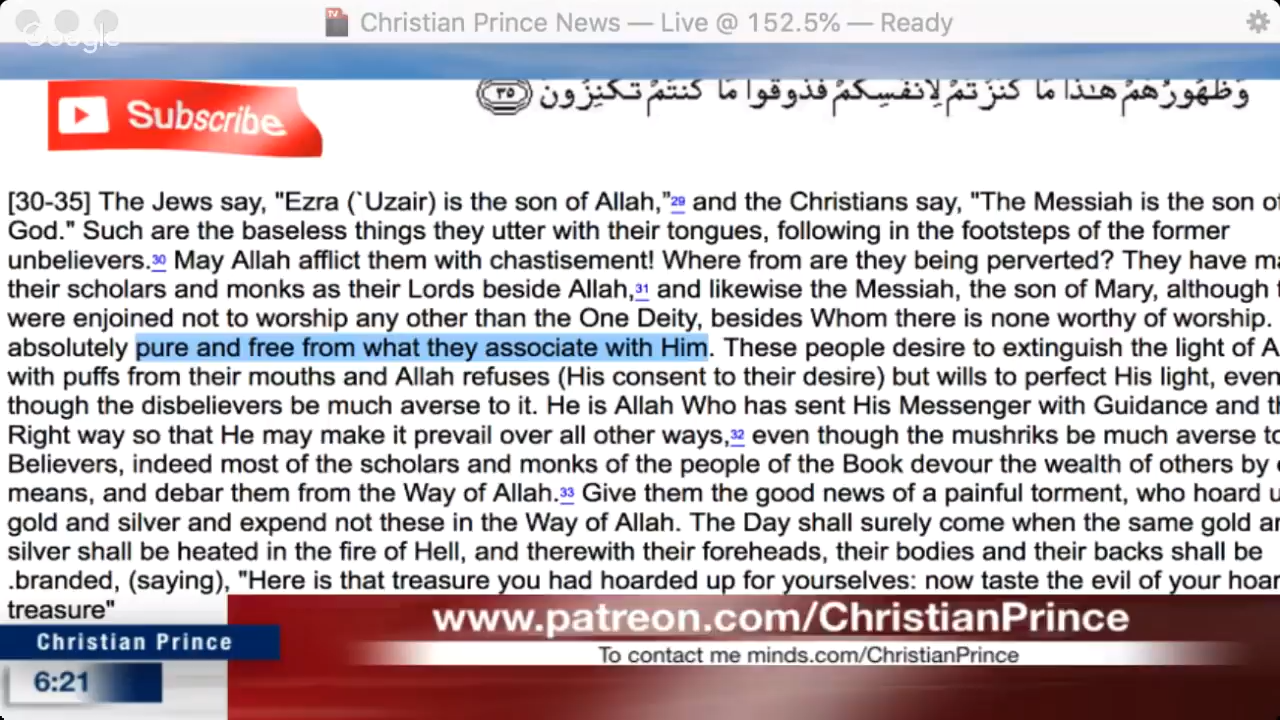 Christian Prince News — Live @ 152.5% — Ready
Google
Subscribe
وَظُهُورُهُمْ هَـٰذَا مَا كَنَزْتُمْ لِأَنفُسِكُمْ فَذُوقُوا مَا كُنتُمْ تَكْنِزُونَ ﴿٣٥﴾
[30-35] The Jews say, "Ezra (`Uzair) is the son of Allah,”29 and the Christians say, "The Messiah is the son of
God." Such are the baseless things they utter with their tongues, following in the footsteps of the former
unbelievers.30 May Allah afflict them with chastisement! Where from are they being perverted? They have ma
their scholars and monks as their Lords beside Allah,31 and likewise the Messiah, the son of Mary, although
were enjoined not to worship any other than the One Deity, besides Whom there is none worthy of worship.
absolutely pure and free from what they associate with Him. These people desire to extinguish the light of A
with puffs from their mouths and Allah refuses (His consent to their desire) but wills to perfect His light, even
though the disbelievers be much averse to it. He is Allah Who has sent His Messenger with Guidance and th
Right way so that He may make it prevail over all other ways,32 even though the mushriks be much averse to
Believers, indeed most of the scholars and monks of the people of the Book devour the wealth of others by
means, and debar them from the Way of Allah.33 Give them the good news of a painful torment, who hoard u
gold and silver and expend not these in the Way of Allah. The Day shall surely come when the same gold a
silver shall be heated in the fire of Hell, and therewith their foreheads, their bodies and their backs shall be
.branded, (saying), "Here is that treasure you had hoarded up for yourselves: now taste the evil of your hoar
treasure"
www.patreon.com/ChristianPrince
Christian Prince
To contact me minds.com/ChristianPrince
6:21